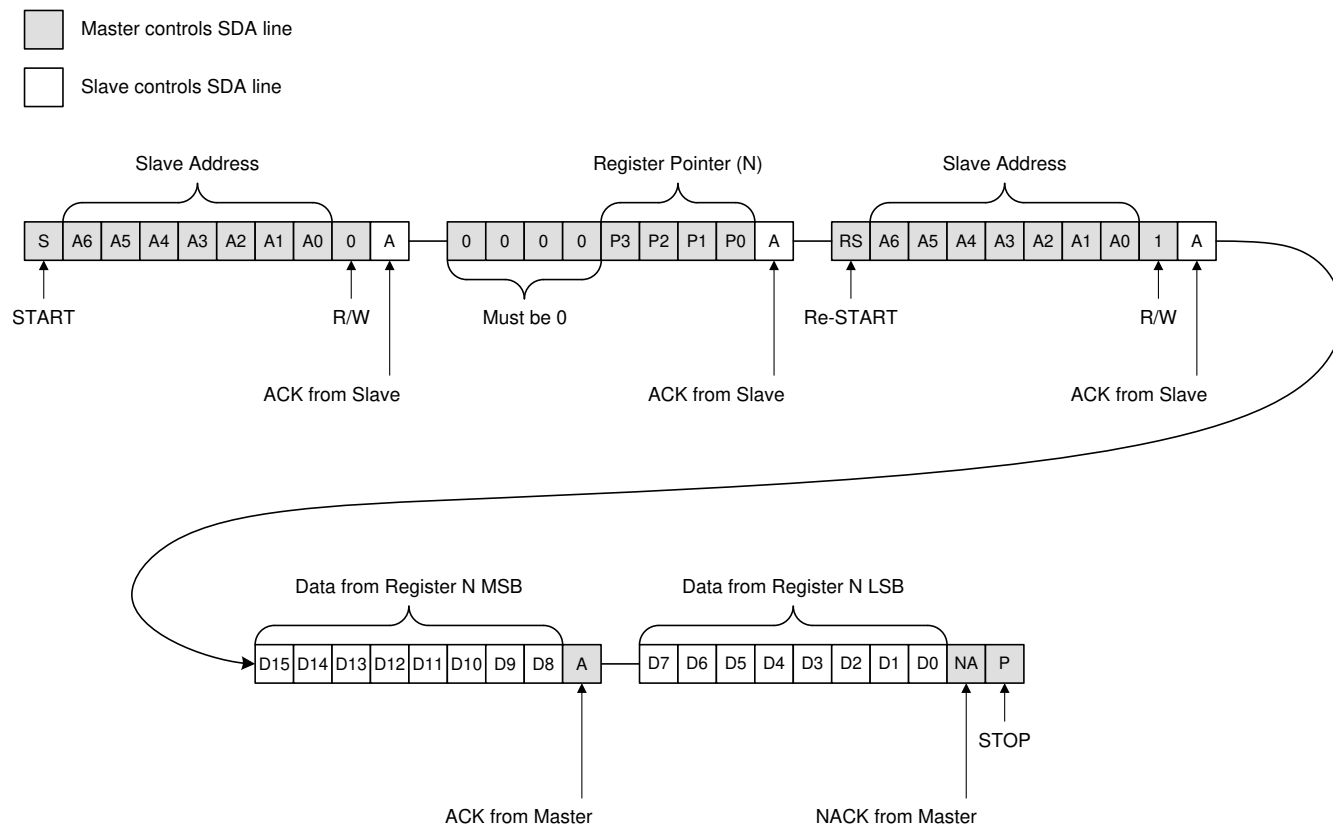 Master controls SDA line
Slave controls SDA line
Slave Address
Register Pointer (N)
Slave Address
S A6 A5 A4 A3 A2 A1 A0 0 A
0 0 0 0 P3 P2 P1 P0 A
RS A6 A5 A4 A3 A2 A1 A0 1 A
START
R/W
Must be 0
Re-START
R/W
ACK from Slave
ACK from Slave
ACK from Slave
Data from Register N MSB
Data from Register N LSB
D15 D14 D13 D12 D11 D10 D9 D8 A
D7 D6 D5 D4 D3 D2 D1 D0 NA P
STOP
ACK from Master
NACK from Master